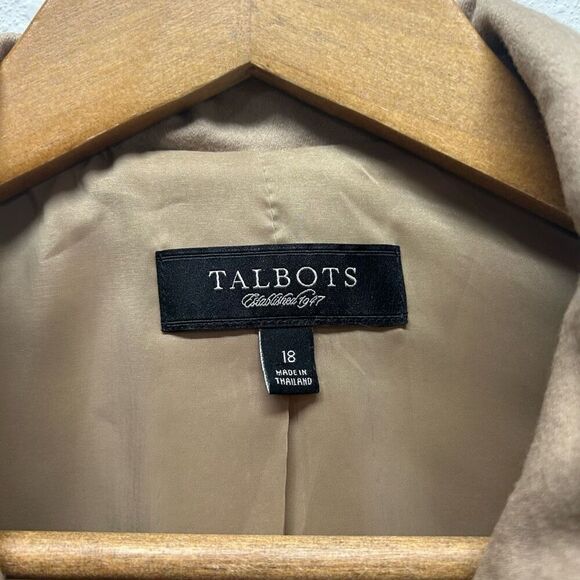 TALBOTS
Established 1947
18
MADE IN
THAILAND